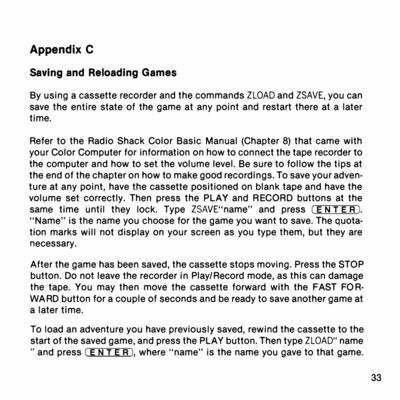 Appendix C
Saving and Reloading Games
By using a cassette recorder and the commands ZLOAD and ZSAVE, you can
save the entire state of the game at any point and restart there at a later
time.
Refer to the Radio Shack Color Basic Manual (Chapter 8) that came with
your Color Computer for information on how to connect the tape recorder to
the computer and how to set the volume level. Be sure to follow the tips at
the end of the chapter on how to make good recordings. To save your adven-
ture at any point, have the cassette positioned on blank tape and have the
volume set correctly. Then press the PLAY and RECORD buttons at the
same time until they lock. Type ZSAVE"name" and press (ENTER).
"Name" is the name you choose for the game you want to save. The quota-
tion marks will not display on your screen as you type them, but they are
necessary.
After the game has been saved, the cassette stops moving. Press the STOP
button. Do not leave the recorder in Play/Record mode, as this can damage
the tape. You may then move the cassette forward with the FAST FOR-
WARD button for a couple of seconds and be ready to save another game at
a later time.
To load an adventure you have previously saved, rewind the cassette to the
start of the saved game, and press the PLAY button. Then type ZLOAD" name
" and press (ENTER), where "name" is the name you gave to that game.
33